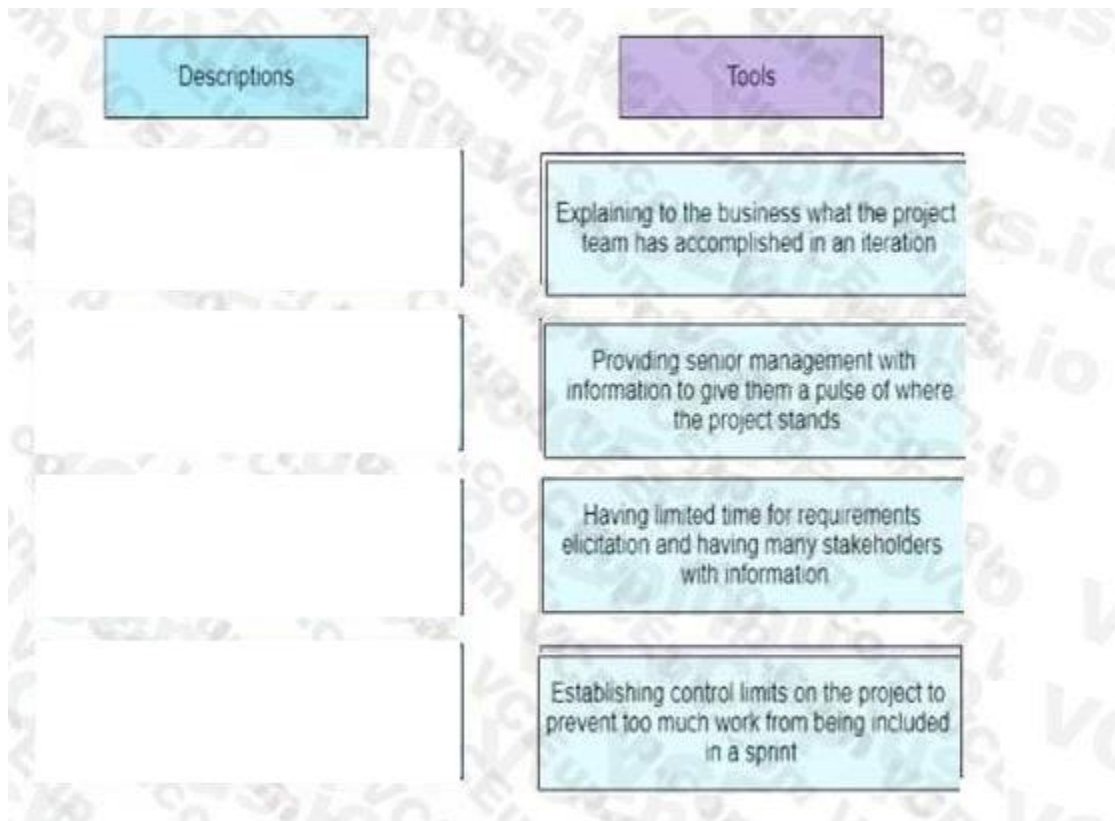 Descriptions
Tools
Explaining to the business what the project
team has accomplished in an iteration
Providing senior management with
information to give them a pulse of where
the project stands
Having limited time for requirements
elicitation and having many stakeholders
with information
Establishing control limits on the project to
prevent too much work from being included
in a sprint